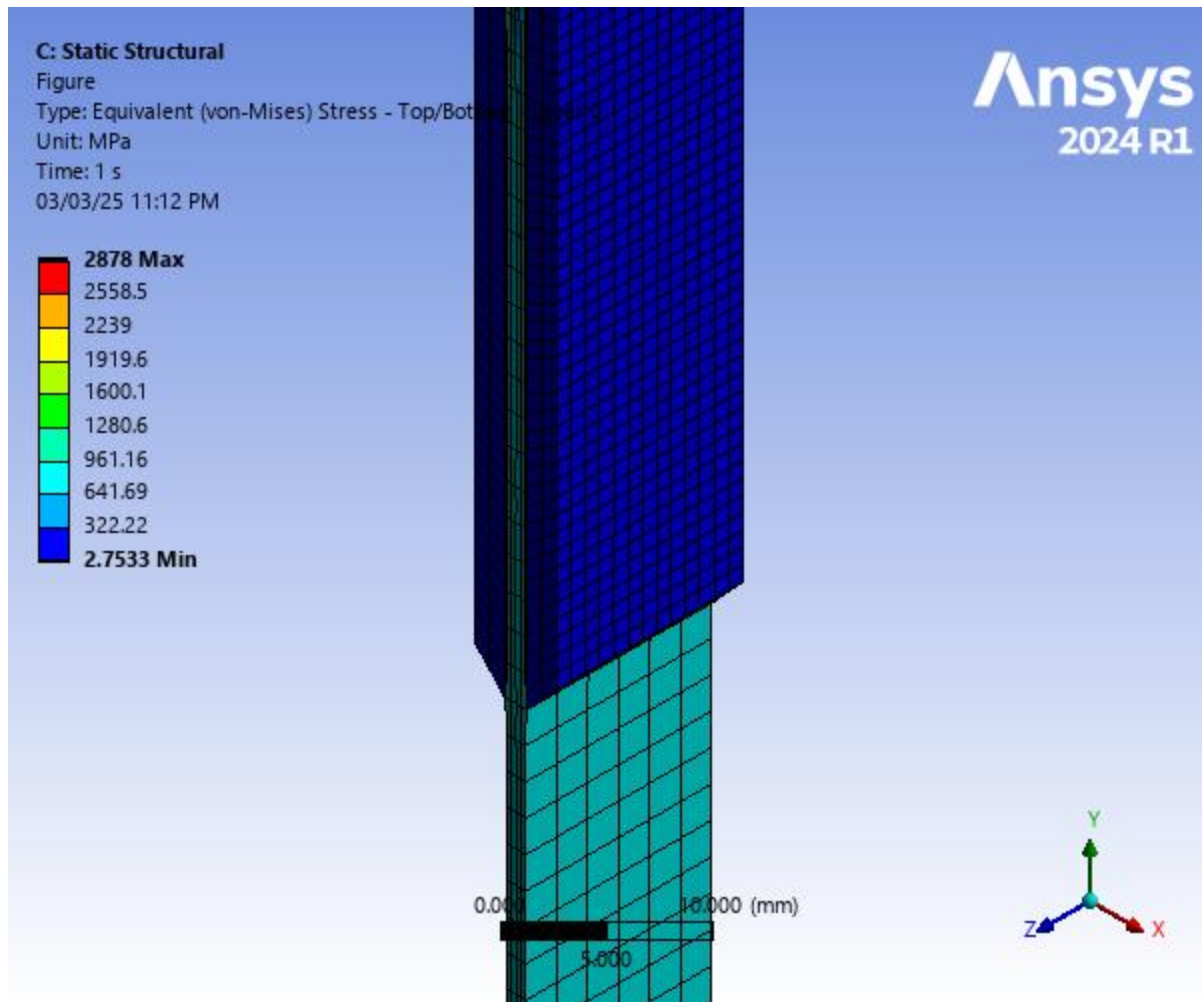 C: Static Structural
Figure
Type: Equivalent (von-Mises) Stress - Top/Bottom
Unit: MPa
Time: 1 s
03/03/25 11:12 PM
Ansys
2024 R1
2878 Max
2558.5
2239
1919.6
1600.1
1280.6
961.16
641.69
322.22
2.7533 Min
0.000
10.000 (mm)
5.000
Y
Z
X